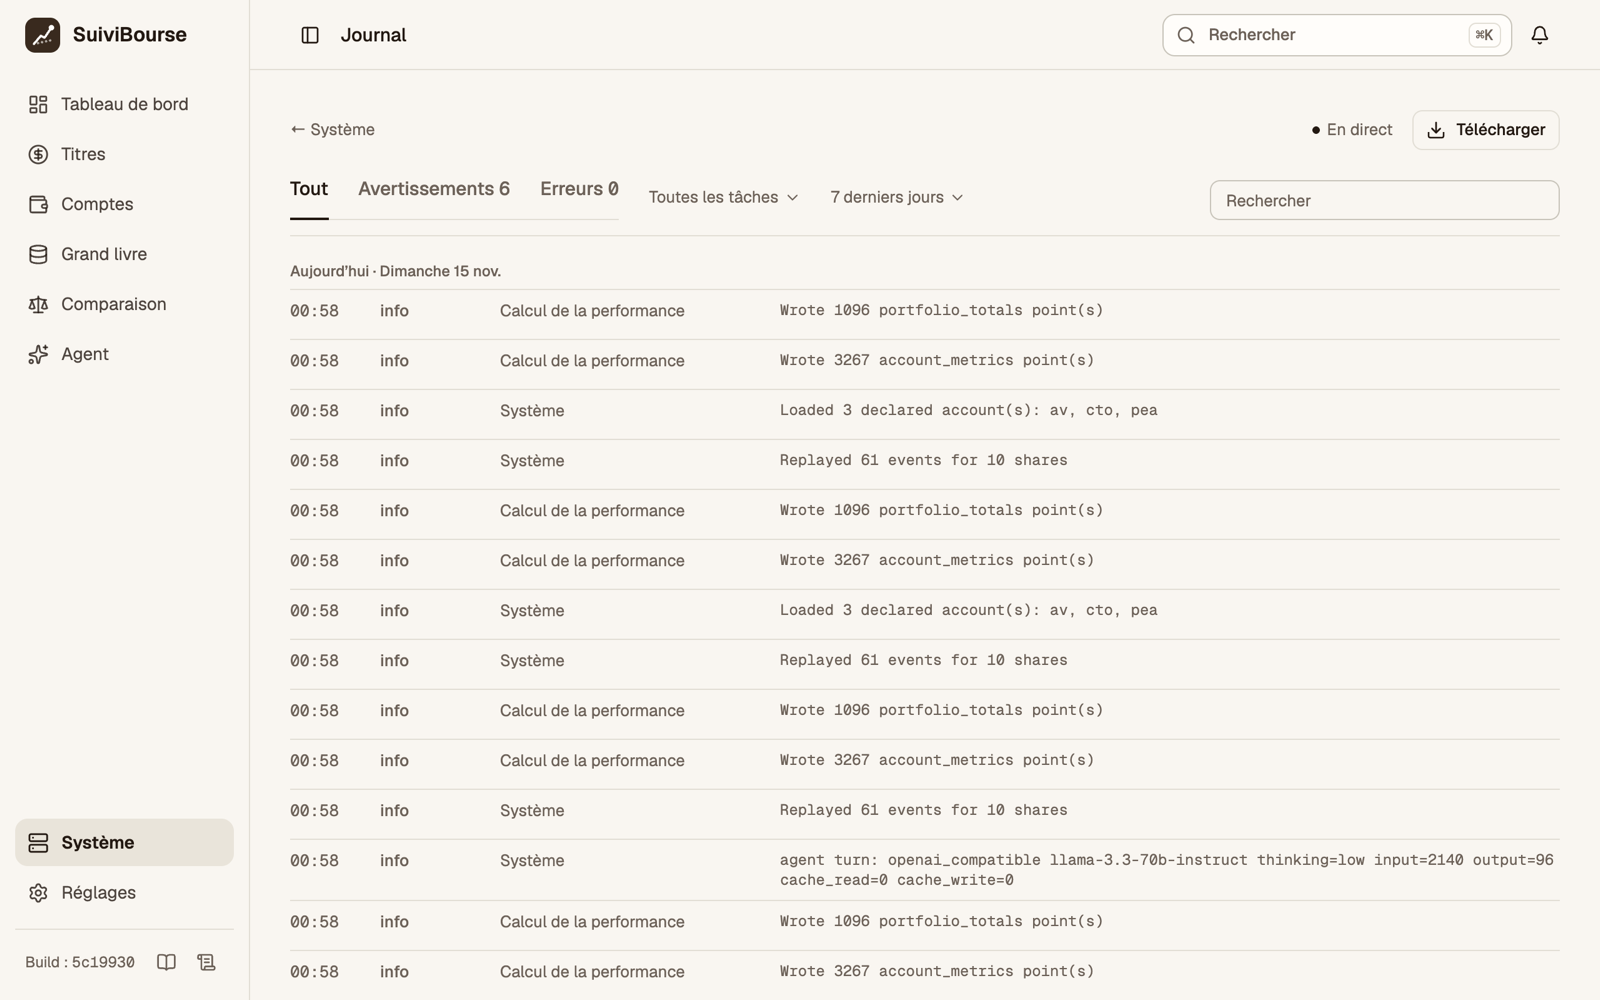 SuiviBourse
Journal
Rechercher ⌘K
Tableau de bord
Titres
Comptes
Grand livre
Comparaison
Agent
Système
Réglages
Build : 5c19930
← Système
En direct
Télécharger
Tout Avertissements 6 Erreurs 0 Toutes les tâches 7 derniers jours Rechercher
Aujourd'hui · Dimanche 15 nov.
00:58 info Calcul de la performance Wrote 1096 portfolio_totals point(s)
00:58 info Calcul de la performance Wrote 3267 account_metrics point(s)
00:58 info Système Loaded 3 declared account(s): av, cto, pea
00:58 info Système Replayed 61 events for 10 shares
00:58 info Calcul de la performance Wrote 1096 portfolio_totals point(s)
00:58 info Calcul de la performance Wrote 3267 account_metrics point(s)
00:58 info Système Loaded 3 declared account(s): av, cto, pea
00:58 info Système Replayed 61 events for 10 shares
00:58 info Calcul de la performance Wrote 1096 portfolio_totals point(s)
00:58 info Calcul de la performance Wrote 3267 account_metrics point(s)
00:58 info Système Replayed 61 events for 10 shares
00:58 info Système agent turn: openai_compatible llama-3.3-70b-instruct thinking=low input=2140 output=96
cache_read=0 cache_write=0
00:58 info Calcul de la performance Wrote 1096 portfolio_totals point(s)
00:58 info Calcul de la performance Wrote 3267 account_metrics point(s)